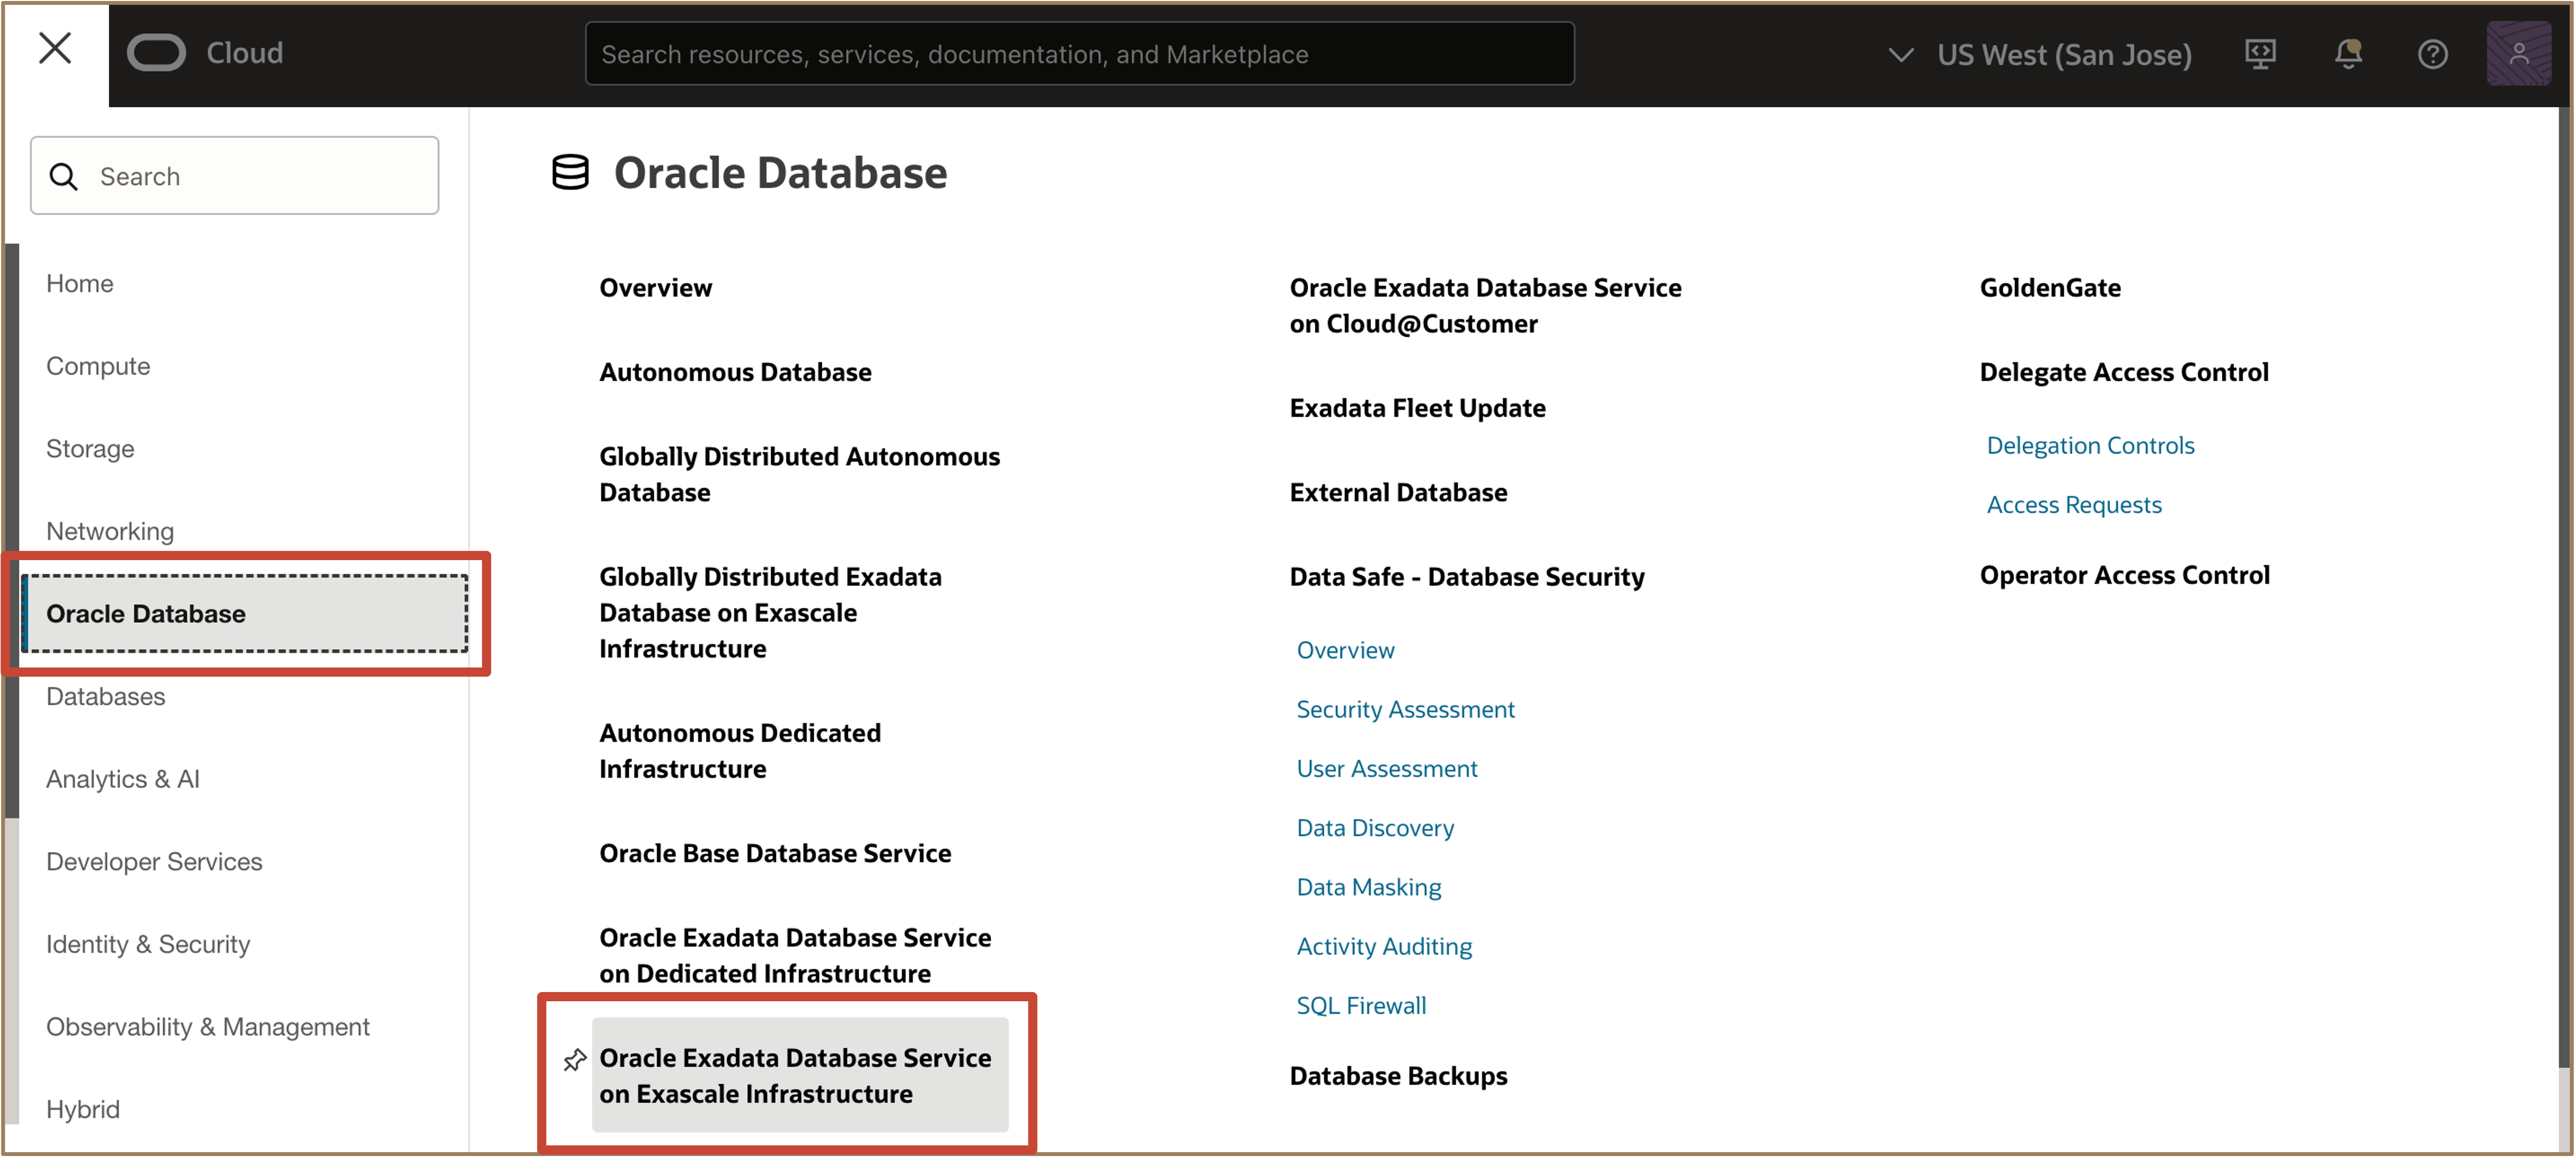 Cloud
Search resources, services, documentation, and Marketplace
US West (San Jose)
Search
Home
Compute
Storage
Networking
Oracle Database
Databases
Analytics & AI
Developer Services
Identity & Security
Observability & Management
Hybrid
Oracle Database
Overview
Autonomous Database
Globally Distributed Autonomous
Database
Globally Distributed Exadata
Database on Exascale
Infrastructure
Autonomous Dedicated
Infrastructure
Oracle Base Database Service
Oracle Exadata Database Service
on Dedicated Infrastructure
Oracle Exadata Database Service
on Exascale Infrastructure
Oracle Exadata Database Service
on Cloud@Customer
Exadata Fleet Update
External Database
Data Safe - Database Security
Overview
Security Assessment
User Assessment
Data Discovery
Data Masking
Activity Auditing
SQL Firewall
Database Backups
GoldenGate
Delegate Access Control
Delegation Controls
Access Requests
Operator Access Control